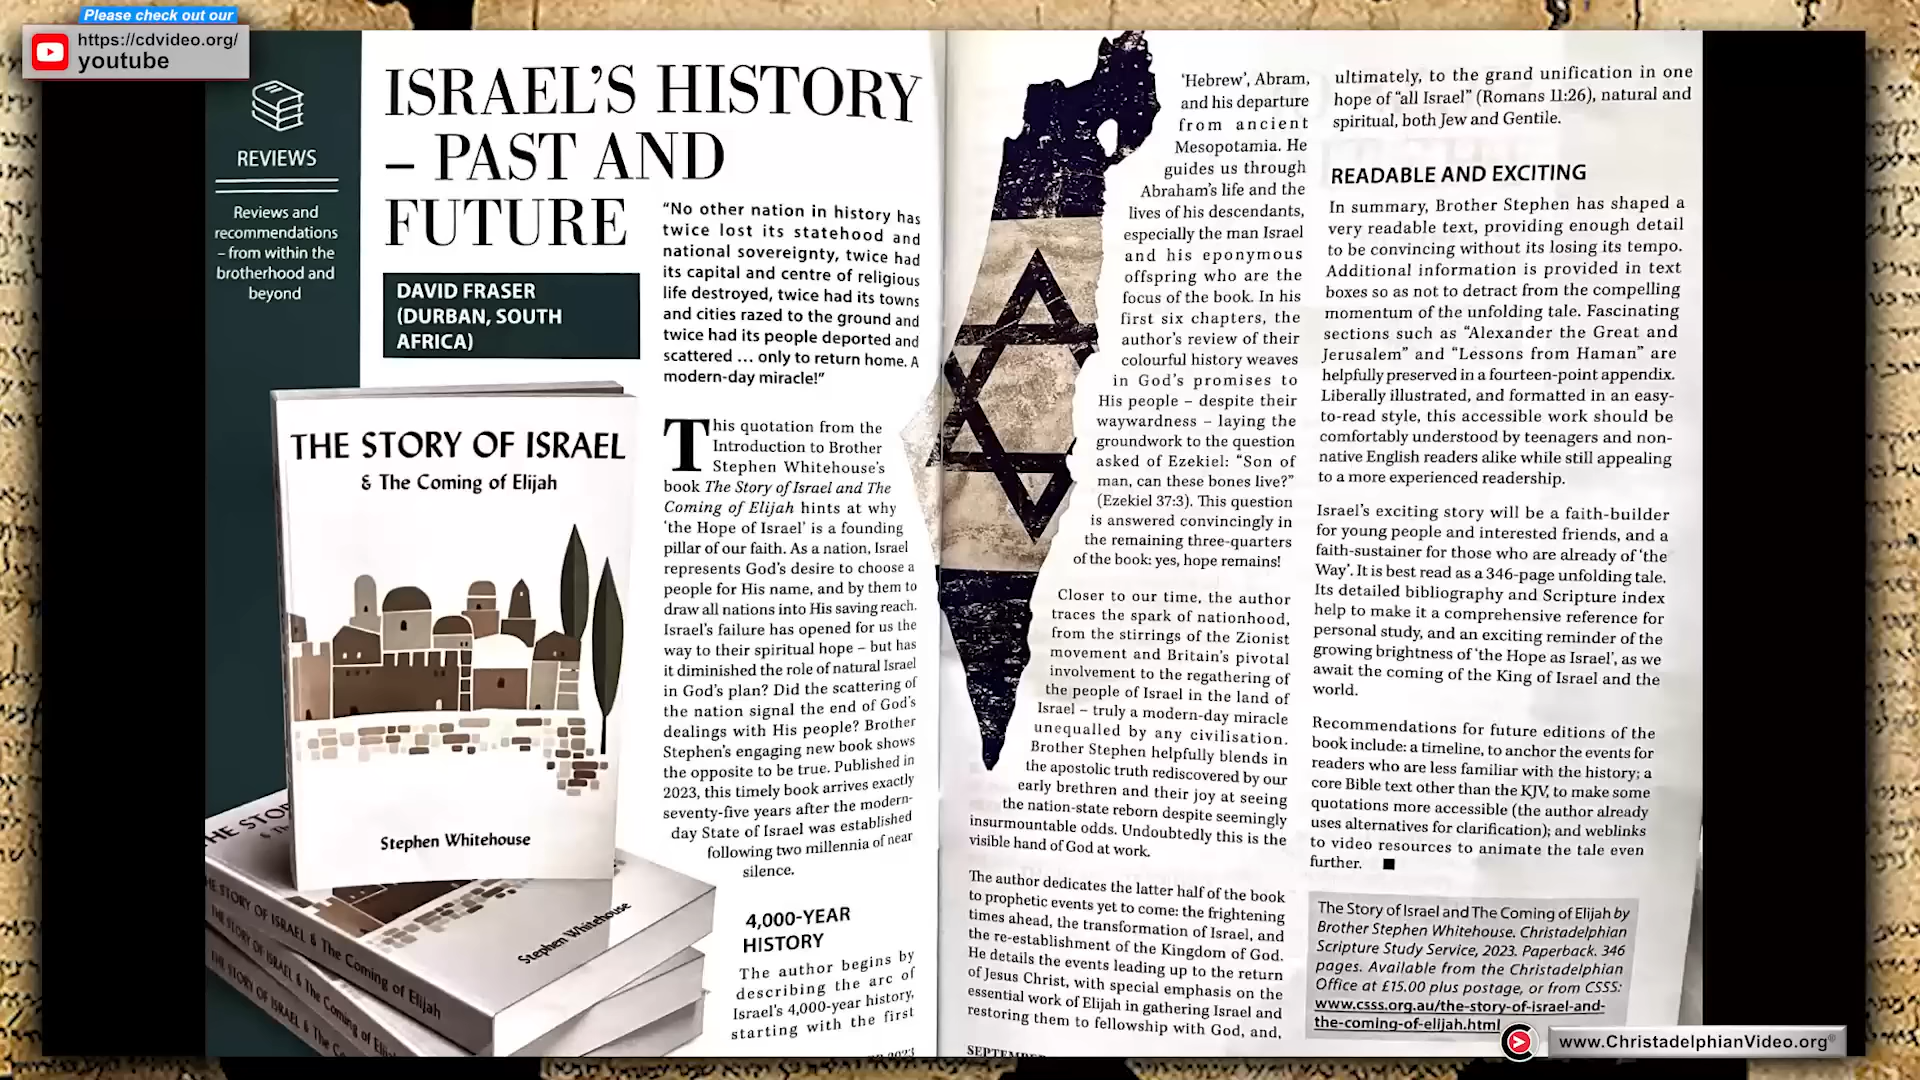 Please check out our
https://cdvideo.org/
youtube
REVIEWS
Reviews and
recommendations
– from within the
brotherhood and
beyond
ISRAEL’S HISTORY
– PAST AND
FUTURE
DAVID FRASER
(DURBAN, SOUTH
AFRICA)
THE STORY OF ISRAEL
& The Coming of Elijah
Stephen Whitehouse
THE STORY OF ISRAEL & The Coming of Elijah
Stephen Whitehouse
THE STORY OF ISRAEL & The Coming of Elijah
THE STORY OF ISRAEL & The
“No other nation in history has
twice lost its statehood and
national sovereignty, twice had
its capital and centre of religious
life destroyed, twice had its towns
and cities razed to the ground and
twice had its people deported and
scattered … only to return home. A
modern-day miracle!”
This quotation from the
Introduction to Brother
Stephen Whitehouse’s
book The Story of Israel and The
Coming of Elijah hints at why
‘the Hope of Israel’ is a founding
pillar of our faith. As a nation, Israel
represents God’s desire to choose a
people for His name, and by them to
draw all nations into His saving reach.
Israel’s failure has opened for us the
way to their spiritual hope – but has
it diminished the role of natural Israel
in God’s plan? Did the scattering of
the nation signal the end of God’s
dealings with His people? Brother
Stephen’s engaging new book shows
the opposite to be true. Published in
2023, this timely book arrives exactly
seventy-five years after the modern-
day State of Israel was established
following two millennia of near
silence.
4,000-YEAR
HISTORY
The author begins by
describing the arc of
Israel’s 4,000-year history,
starting with the first
‘Hebrew’, Abram,
and his departure
from ancient
Mesopotamia. He
guides us through
Abraham’s life and the
lives of his descendants,
especially the man Israel
and his eponymous
offspring who are the
focus of the book. In his
first six chapters, the
author’s review of their
colourful history weaves
in God’s promises to
His people – despite their
waywardness – laying the
groundwork to the question
asked of Ezekiel: “Son of
man, can these bones live?”
(Ezekiel 37:3). This question
is answered convincingly in
the remaining three-quarters
of the book: yes, hope remains!
Closer to our time, the author
traces the spark of nationhood,
from the stirrings of the Zionist
movement and Britain’s pivotal
involvement to the regathering of
the people of Israel in the land of
Israel – truly a modern-day miracle
unequalled by any civilisation.
Brother Stephen helpfully blends in
the apostolic truth rediscovered by our
early brethren and their joy at seeing
the nation-state reborn despite seemingly
insurmountable odds. Undoubtedly this is the
visible hand of God at work.
The author dedicates the latter half of the book
to prophetic events yet to come: the frightening
times ahead, the transformation of Israel, and
the re-establishment of the Kingdom of God.
He details the events leading up to the return
of Jesus Christ, with special emphasis on the
essential work of Elijah in gathering Israel and
restoring them to fellowship with God, and,
ultimately, to the grand unification in one
hope of “all Israel” (Romans 11:26), natural and
spiritual, both Jew and Gentile.
READABLE AND EXCITING
In summary, Brother Stephen has shaped a
very readable text, providing enough detail
to be convincing without its losing its tempo.
Additional information is provided in text
boxes so as not to detract from the compelling
momentum of the unfolding tale. Fascinating
sections such as “Alexander the Great and
Jerusalem” and “Lessons from Haman” are
helpfully preserved in a fourteen-point appendix.
Liberally illustrated, and formatted in an easy-
to-read style, this accessible work should be
comfortably understood by teenagers and non-
native English readers alike while still appealing
to a more experienced readership.
Israel’s exciting story will be a faith-builder
for young people and interested friends, and a
faith-sustainer for those who are already of ‘the
Way’. It is best read as a 346-page unfolding tale.
Its detailed bibliography and Scripture index
help to make it a comprehensive reference for
personal study, and an exciting reminder of the
growing brightness of ‘the Hope as Israel’, as we
await the coming of the King of Israel and the
world.
Recommendations for future editions of the
book include: a timeline, to anchor the events for
readers who are less familiar with the history; a
core Bible text other than the KJV, to make some
quotations more accessible (the author already
uses alternatives for clarification); and weblinks
to video resources to animate the tale even
further.
The Story of Israel and The Coming of Elijah by
Brother Stephen Whitehouse. Christadelphian
Scripture Study Service, 2023. Paperback. 346
pages. Available from the Christadelphian
Office at £15.00 plus postage, or from CSSS:
www.csss.org.au/the-story-of-israel-and-
the-coming-of-elijah.html
www.ChristadelphianVideo.org®